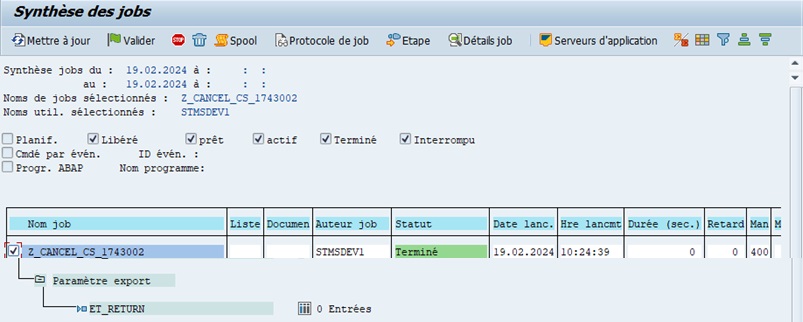 Synthèse des jobs
Mettre à jour Valider Spool Protocole de job Etape Détails job Serveurs d'application
Synthèse jobs du : 19.02.2024 à : : :
au : 19.02.2024 à : : :
Noms de jobs sélectionnés : Z_CANCEL_CS_1743002
Noms util. sélectionnés : STMSDEV1
Planif. Libéré prêt actif Terminé Interrompu
Cmdé par évén. ID évén. :
Progr. ABAP Nom programme:
Nom job Liste Documen Auteur job Statut Date lanc. Hre lancmt Durée (sec.) Retard Man M
Z_CANCEL_CS_1743002 STMSDEV1 Terminé 19.02.2024 10:24:39 0 0 400
Paramètre export
ET_RETURN 0 Entrées